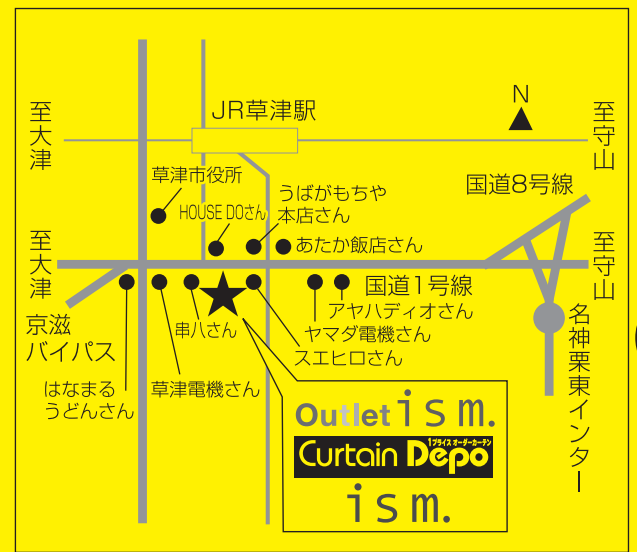 JR草津駅
N
至大津
至守山
草津市役所
うばがもちや
本店さん
国道8号線
HOUSE DOさん
あたか飯店さん
至大津
至守山
国道1号線
京滋
バイパス
串八さん
アヤハディオさん
ヤマダ電機さん
スエヒロさん
名神栗東インター
はなまる
うどんさん
草津電機さん
Outlet ism.
1プライス オーダーカーテン
Curtain Depo
ism.